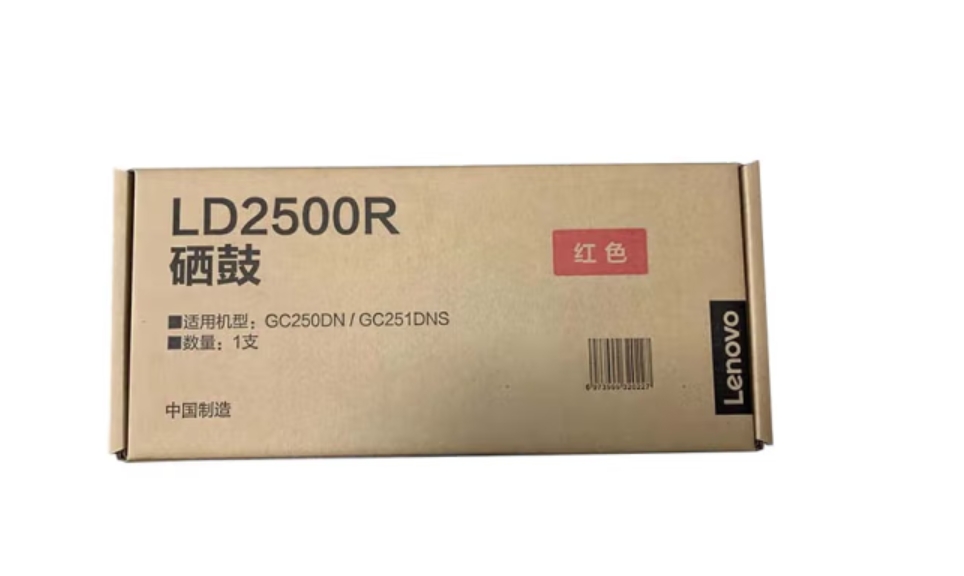 LD2500R
硒鼓
红色
■适用机型：GC250DN / GC251DNS
■数量：1支
中国制造
Lenovo